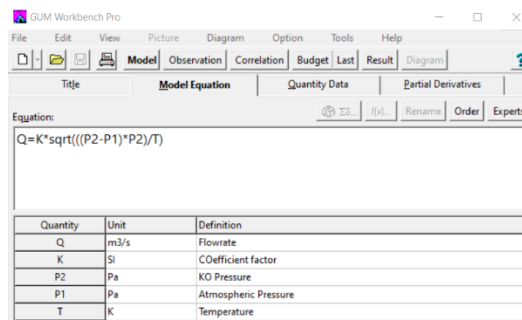 GUM Workbench Pro
File Edit View Picture Diagram Option Tools Help
Model Observation Correlation Budget Last Result Diagram ?
Title Model Equation Quantity Data Partial Derivatives
Equation: Σδ... f(x)... Rename Order Experts
Q=K*sqrt(((P2-P1)*P2)/T)
Quantity Unit Definition
Q m3/s Flowrate
K SI COefficient factor
P2 Pa KO Pressure
P1 Pa Atmospheric Pressure
T K Temperature